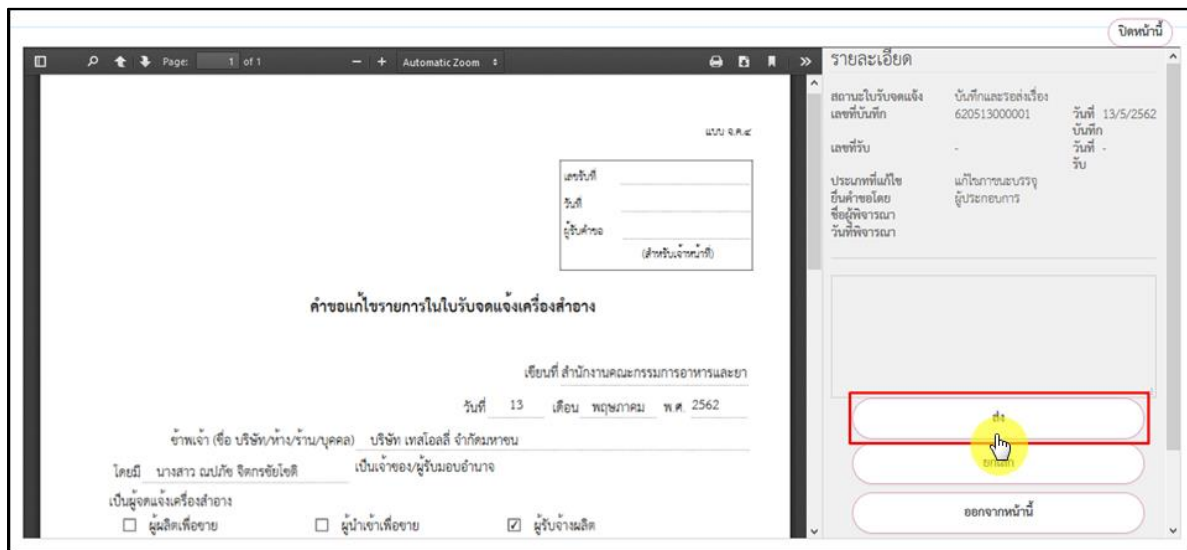 ปิดหน้านี้
Page: 1 of 1 − + Automatic Zoom
แบบ จ.ค.๔
เลขรับที่
วันที่
ผู้รับคำขอ
(สำหรับเจ้าหน้าที่)
คำขอแก้ไขรายการในใบรับจดแจ้งเครื่องสำอาง
เขียนที่ สำนักงานคณะกรรมการอาหารและยา
วันที่ 13 เดือน พฤษภาคม พ.ศ. 2562
ข้าพเจ้า (ชื่อ บริษัท/ห้าง/ร้าน/บุคคล) บริษัท เทสโอลลี่ จำกัดมหาชน
โดยมี นางสาว ณปภัช จิตกรชัยโชติ เป็นเจ้าของ/ผู้รับมอบอำนาจ
เป็นผู้จดแจ้งเครื่องสำอาง
☐ ผู้ผลิตเพื่อขาย ☐ ผู้นำเข้าเพื่อขาย ☑ ผู้รับจ้างผลิต
รายละเอียด
สถานะใบรับจดแจ้ง บันทึกและรอส่งเรื่อง
เลขที่บันทึก 620513000001 วันที่บันทึก 13/5/2562
เลขที่รับ - วันที่รับ -
ประเภทที่แก้ไข แก้ไขภาชนะบรรจุ
ยื่นคำขอโดย ผู้ประกอบการ
ชื่อผู้พิจารณา
วันที่พิจารณา
ส่ง
ยกเลิก
ออกจากหน้านี้